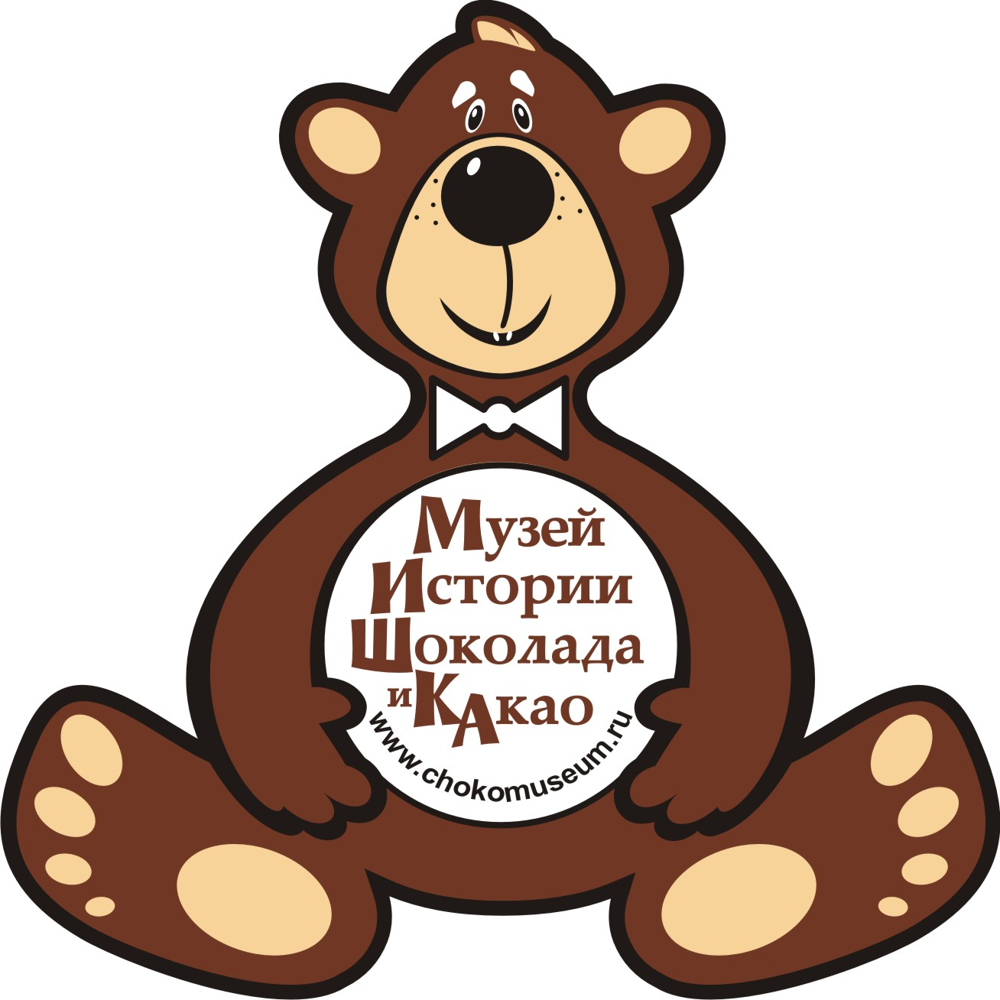 Музей
Истории
Шоколада
и КАкао
www.chokomuseum.ru